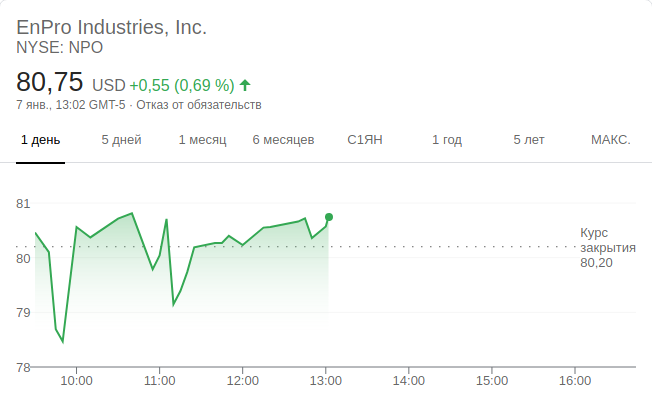 EnPro Industries, Inc.
NYSE: NPO
80,75 USD +0,55 (0,69 %)
7 янв., 13:02 GMT-5 · Отказ от обязательств
1 день 5 дней 1 месяц 6 месяцев С1ЯН 1 год 5 лет МАКС.
81
Курс
закрытия
80,20
80
79
78
10:00 11:00 12:00 13:00 14:00 15:00 16:00